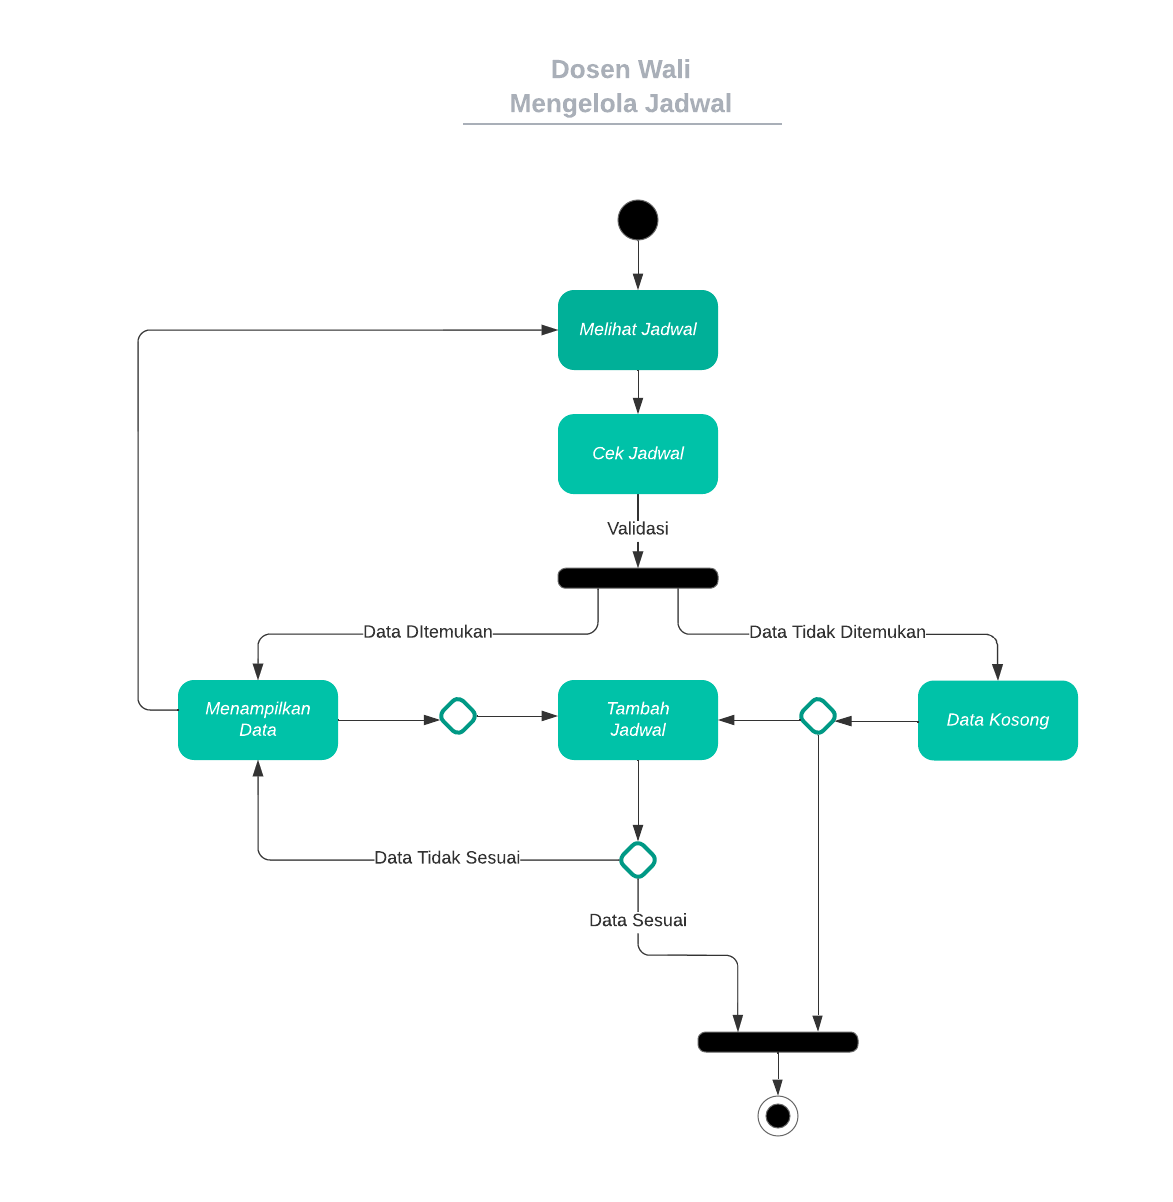 Dosen Wali
Mengelola Jadwal
Melihat Jadwal
Cek Jadwal
Validasi
Data DItemukan
Data Tidak Ditemukan
Menampilkan
Data
Tambah
Jadwal
Data Kosong
Data Tidak Sesuai
Data Sesuai